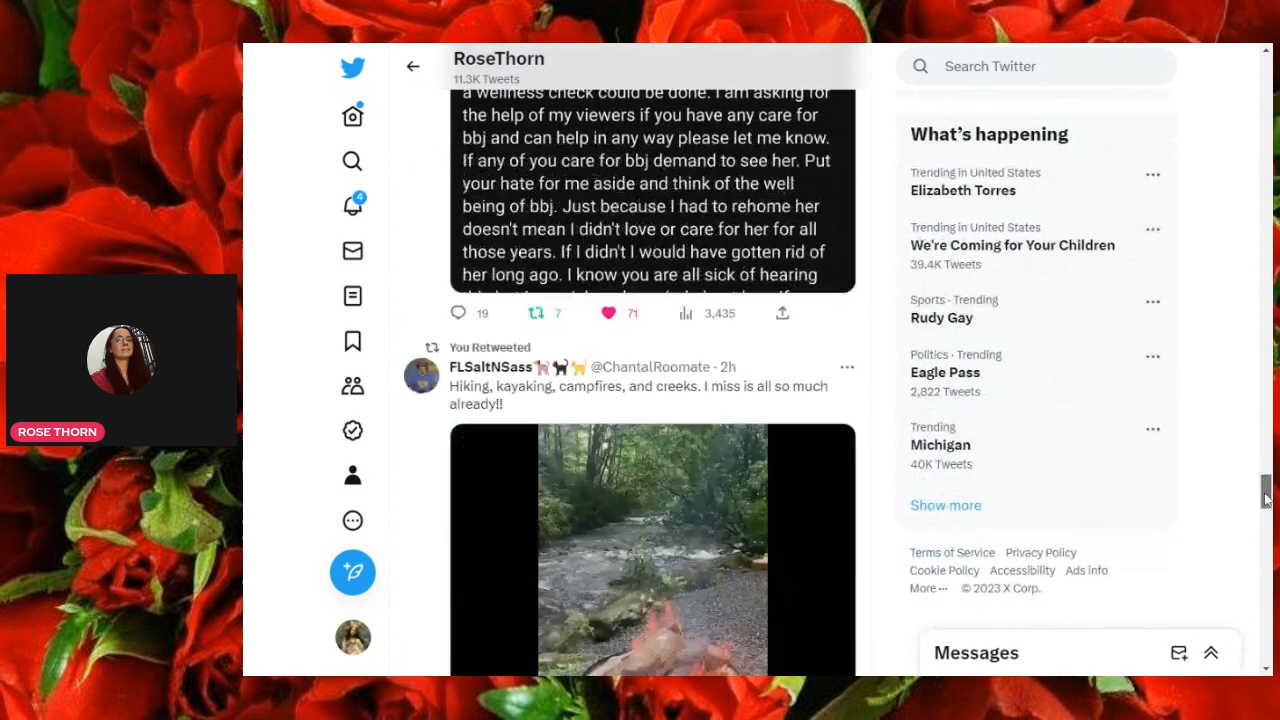 RoseThorn
11.3K Tweets
a wellness check could be done. I am asking for
the help of my viewers if you have any care for
bbj and can help in any way please let me know.
If any of you care for bbj demand to see her. Put
your hate for me aside and think of the well
being of bbj. Just because I had to rehome her
doesn't mean I didn't love or care for her for all
those years. If I didn't I would have gotten rid of
her long ago. I know you are all sick of hearing
19 7 71 3,435
You Retweeted
FLSaltNSass @ChantalRoomate · 2h
Hiking, kayaking, campfires, and creeks. I miss is all so much
already!!
4
ROSE THORN
Search Twitter
What's happening
Trending in United States
Elizabeth Torres
Trending in United States
We're Coming for Your Children
39.4K Tweets
Sports · Trending
Rudy Gay
Politics · Trending
Eagle Pass
2,822 Tweets
Trending
Michigan
40K Tweets
Show more
Terms of Service Privacy Policy
Cookie Policy Accessibility Ads info
More ··· © 2023 X Corp.
Messages